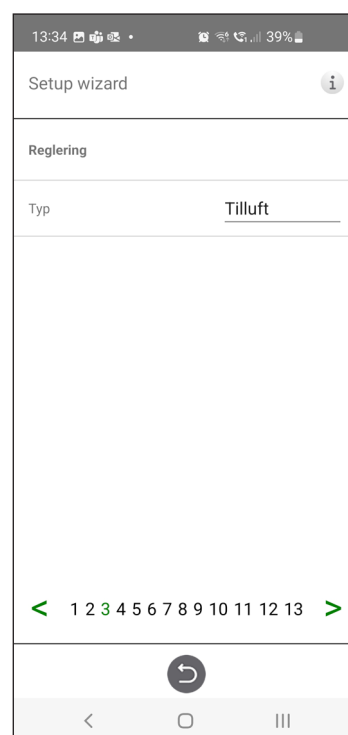 13:34 39%
Setup wizard
i
Reglering
Typ Tilluft
< 1 2 3 4 5 6 7 8 9 10 11 12 13 >